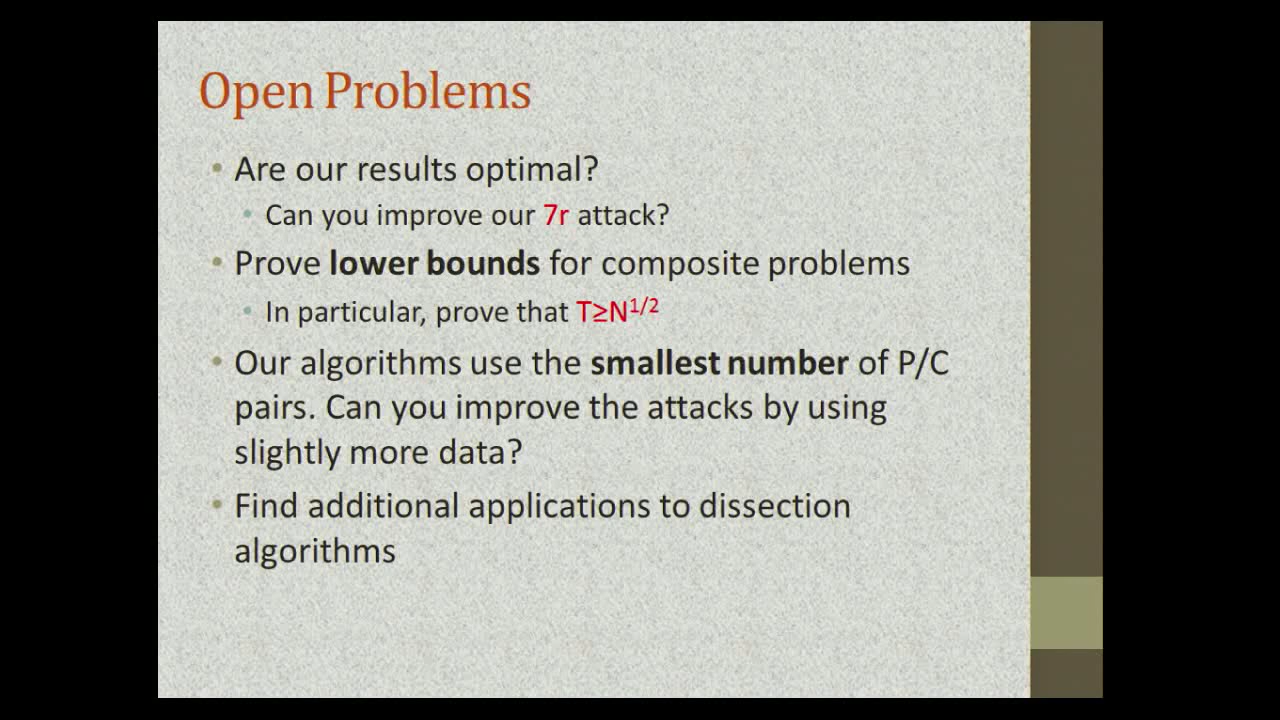 Open Problems
• Are our results optimal?
• Can you improve our 7r attack?
• Prove lower bounds for composite problems
• In particular, prove that T≥N^1/2
• Our algorithms use the smallest number of P/C
pairs. Can you improve the attacks by using
slightly more data?
• Find additional applications to dissection
algorithms